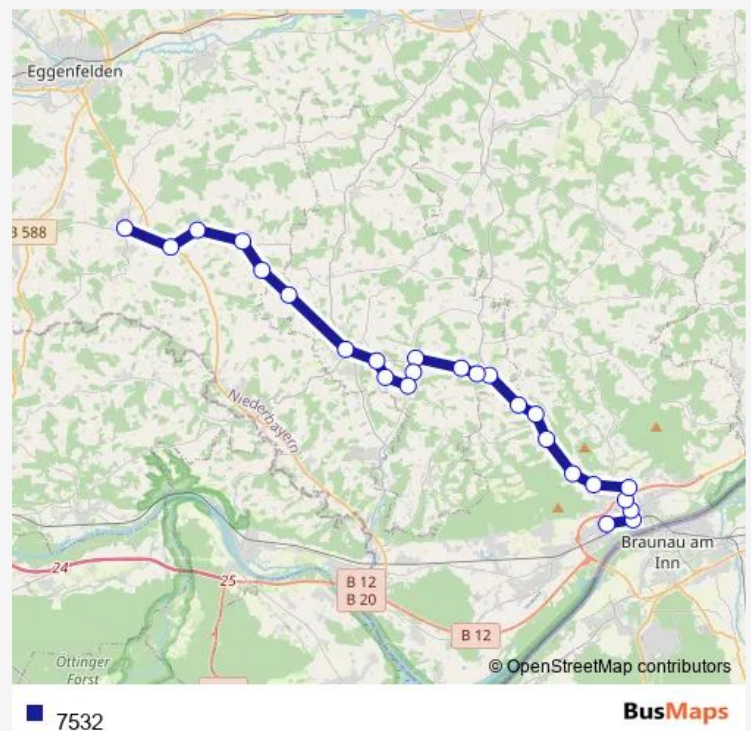 Eggenfelden
B 588
Niederbayern
Braunau am
Inn
24
25
B 12
B 20
B 12
Öttinger
Forst
© OpenStreetMap contributors
7532
BusMaps